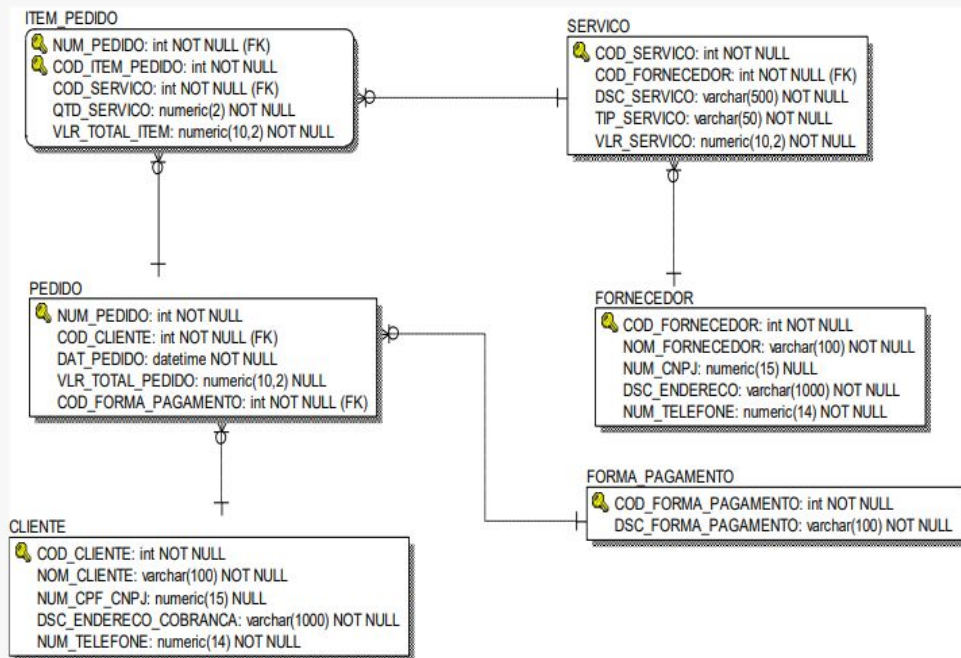 ITEM_PEDIDO
NUM_PEDIDO: int NOT NULL (FK)
COD_ITEM_PEDIDO: int NOT NULL
COD_SERVICO: int NOT NULL (FK)
QTD_SERVICO: numeric(2) NOT NULL
VLR_TOTAL_ITEM: numeric(10,2) NOT NULL
SERVICO
COD_SERVICO: int NOT NULL
COD_FORNECEDOR: int NOT NULL (FK)
DSC_SERVICO: varchar(500) NOT NULL
TIP_SERVICO: varchar(50) NOT NULL
VLR_SERVICO: numeric(10,2) NOT NULL
PEDIDO
NUM_PEDIDO: int NOT NULL
COD_CLIENTE: int NOT NULL (FK)
DAT_PEDIDO: datetime NOT NULL
VLR_TOTAL_PEDIDO: numeric(10,2) NULL
COD_FORMA_PAGAMENTO: int NOT NULL (FK)
FORNECEDOR
COD_FORNECEDOR: int NOT NULL
NOM_FORNECEDOR: varchar(100) NOT NULL
NUM_CNPJ: numeric(15) NULL
DSC_ENDERECO: varchar(1000) NOT NULL
NUM_TELEFONE: numeric(14) NOT NULL
FORMA_PAGAMENTO
COD_FORMA_PAGAMENTO: int NOT NULL
DSC_FORMA_PAGAMENTO: varchar(100) NOT NULL
CLIENTE
COD_CLIENTE: int NOT NULL
NOM_CLIENTE: varchar(100) NOT NULL
NUM_CPF_CNPJ: numeric(15) NULL
DSC_ENDERECO_COBRANCA: varchar(1000) NOT NULL
NUM_TELEFONE: numeric(14) NOT NULL